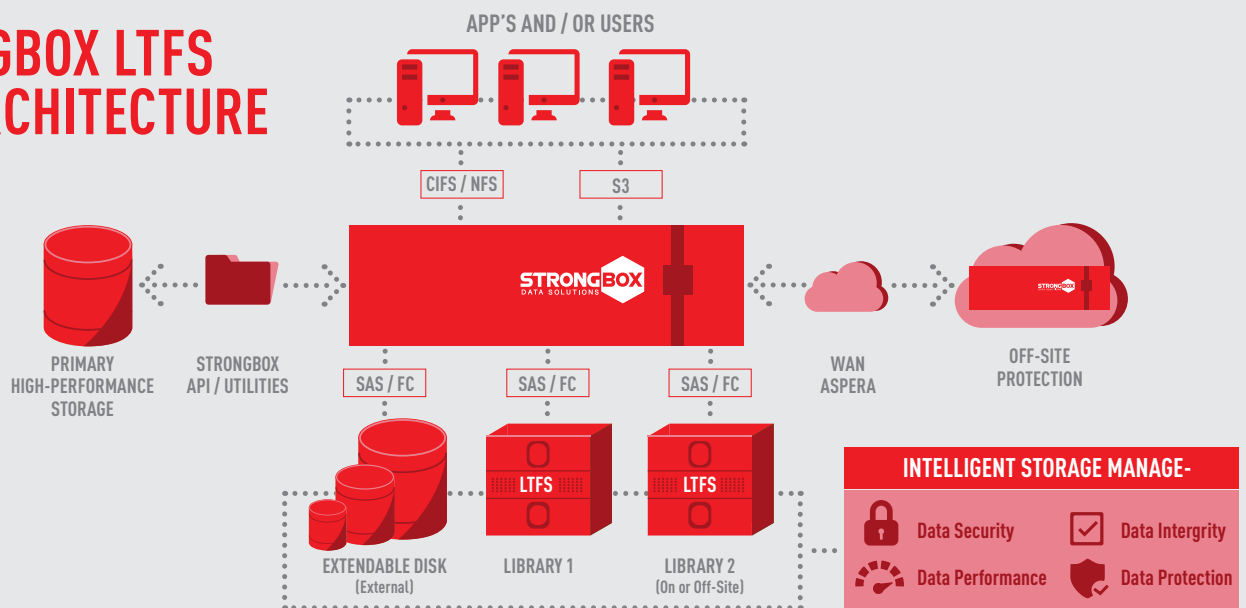 GBOX LTFS
RCHITECTURE
APP'S AND / OR USERS
CIFS / NFS
S3
STRONGBOX
DATA SOLUTIONS
STRONGBOX
PRIMARY
HIGH-PERFORMANCE
STORAGE
STRONGBOX
API / UTILITIES
WAN
ASPERA
OFF-SITE
PROTECTION
SAS / FC
SAS / FC
SAS / FC
LTFS
LTFS
EXTENDABLE DISK
(External)
LIBRARY 1
LIBRARY 2
(On or Off-Site)
INTELLIGENT STORAGE MANAGE-
Data Security
Data Intergrity
Data Performance
Data Protection